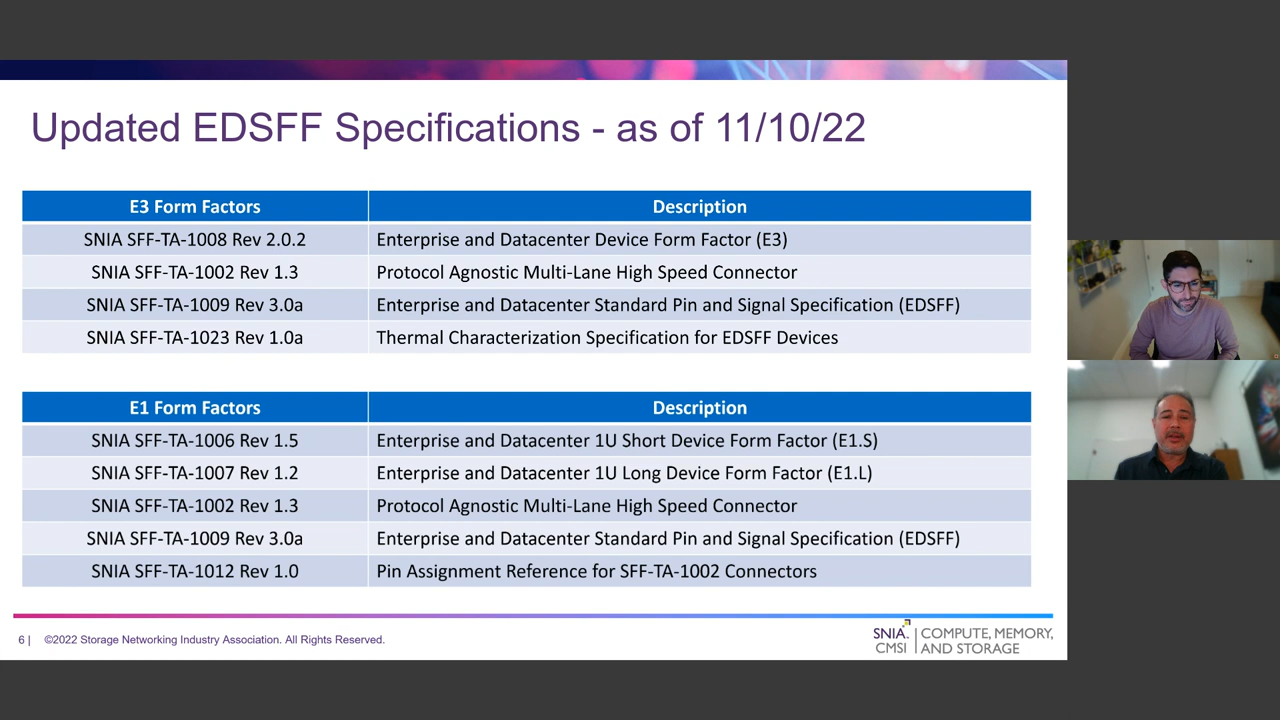 Updated EDSFF Specifications - as of 11/10/22
E3 Form Factors Description
SNIA SFF-TA-1008 Rev 2.0.2 Enterprise and Datacenter Device Form Factor (E3)
SNIA SFF-TA-1002 Rev 1.3 Protocol Agnostic Multi-Lane High Speed Connector
SNIA SFF-TA-1009 Rev 3.0a Enterprise and Datacenter Standard Pin and Signal Specification (EDSFF)
SNIA SFF-TA-1023 Rev 1.0a Thermal Characterization Specification for EDSFF Devices
E1 Form Factors Description
SNIA SFF-TA-1006 Rev 1.5 Enterprise and Datacenter 1U Short Device Form Factor (E1.S)
SNIA SFF-TA-1007 Rev 1.2 Enterprise and Datacenter 1U Long Device Form Factor (E1.L)
SNIA SFF-TA-1002 Rev 1.3 Protocol Agnostic Multi-Lane High Speed Connector
SNIA SFF-TA-1009 Rev 3.0a Enterprise and Datacenter Standard Pin and Signal Specification (EDSFF)
SNIA SFF-TA-1012 Rev 1.0 Pin Assignment Reference for SFF-TA-1002 Connectors
6 | ©2022 Storage Networking Industry Association. All Rights Reserved.
SNIA. | COMPUTE, MEMORY,
CMSI | AND STORAGE